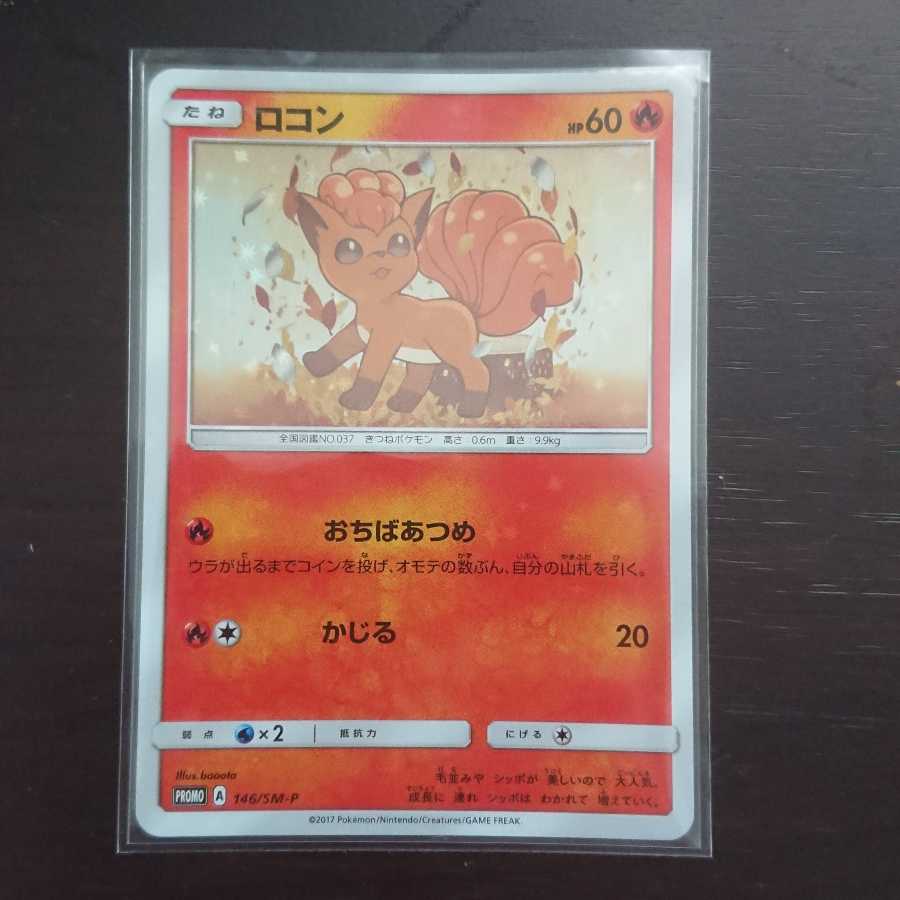 たね ロコン HP60
全国図鑑NO.037 きつねポケモン 高さ:0.6m 重さ:9.9kg
おちばあつめ
ウラが出るまでコインを投げ、オモテの数ぶん、自分の山札を引く。
かじる 20
弱点 ×2 抵抗力 にげる
Illus. booota
毛並みや シッポが 美しいので 大人気。
成長に 連れ シッポは わかれて 増えていく。
PROMO A 146/SM-P
©2017 Pokémon/Nintendo/Creatures/GAME FREAK.